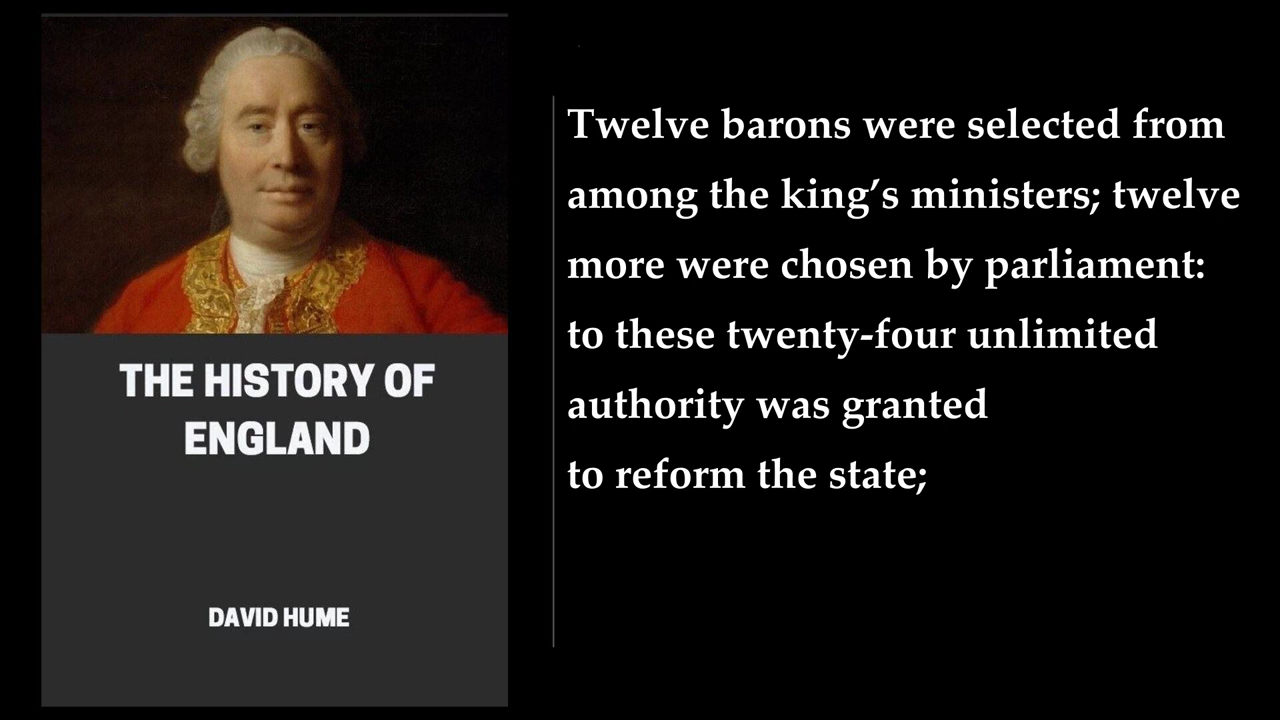 THE HISTORY OF
ENGLAND
DAVID HUME
Twelve barons were selected from
among the king’s ministers; twelve
more were chosen by parliament:
to these twenty-four unlimited
authority was granted
to reform the state;